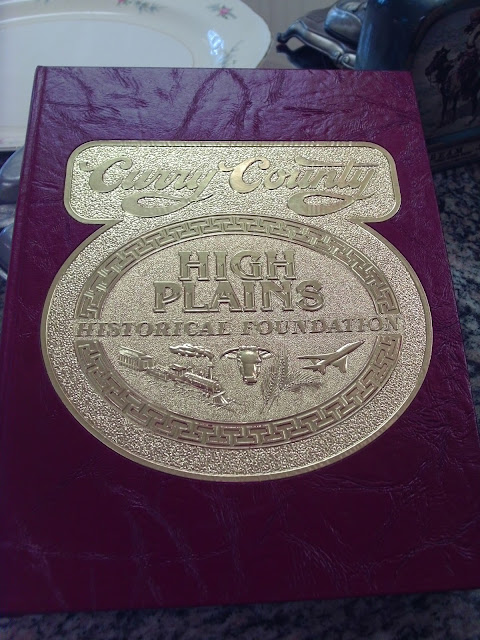 Curry County
HIGH
PLAINS
HISTORICAL FOUNDATION